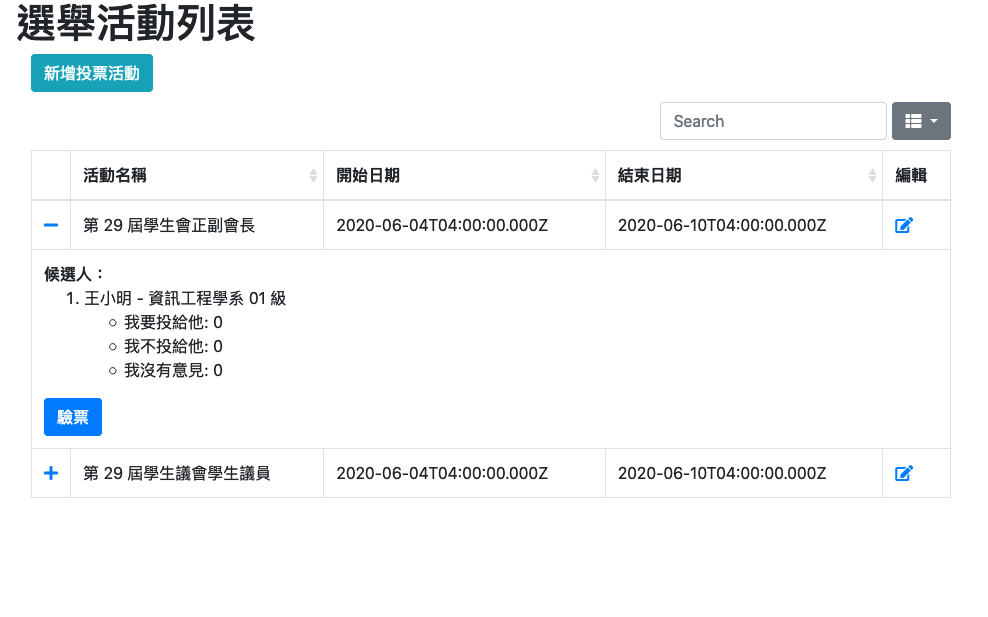 選舉活動列表
新增投票活動
Search
活動名稱 開始日期 結束日期 編輯
第 29 屆學生會正副會長 2020-06-04T04:00:00.000Z 2020-06-10T04:00:00.000Z
候選人：
1. 王小明 - 資訊工程學系 01 級
我要投給他: 0
我不投給他: 0
我沒有意見: 0
驗票
第 29 屆學生議會學生議員 2020-06-04T04:00:00.000Z 2020-06-10T04:00:00.000Z